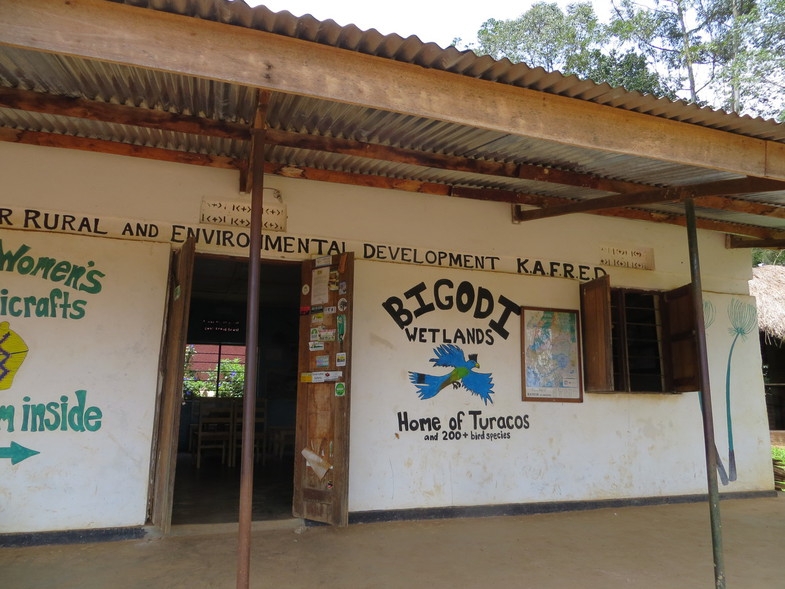 R RURAL AND ENVIRONMENTAL DEVELOPMENT K.A.F.R.E.D
Women's
icrafts
m inside
BIGODI
WETLANDS
Home of Turacos
and 200+ bird species